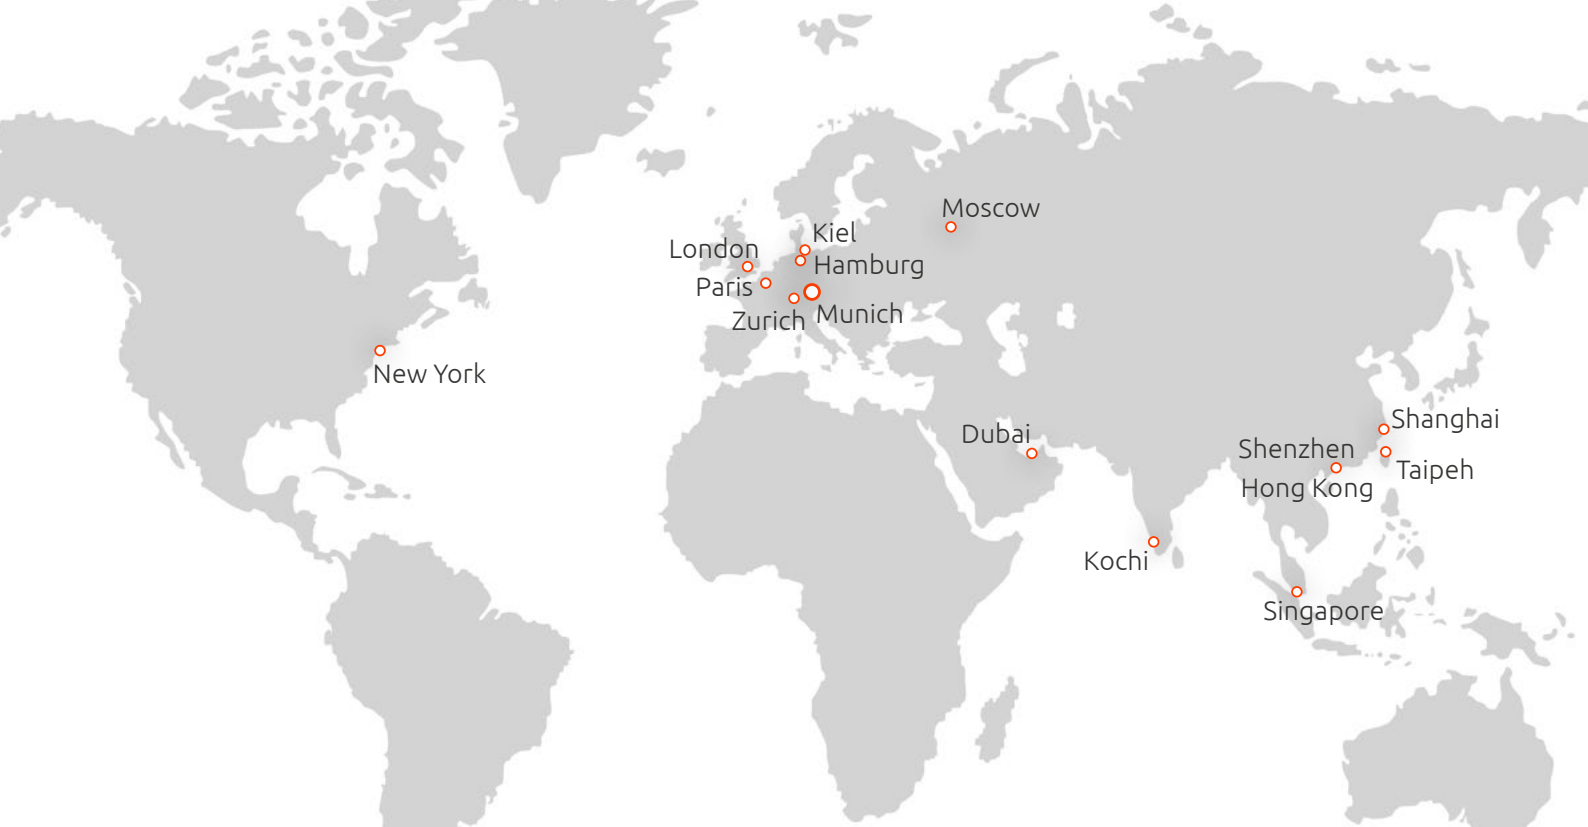 Moscow
Kiel
London
Hamburg
Paris
Munich
Zurich
New York
Shanghai
Dubai
Shenzhen
Taipeh
Hong Kong
Kochi
Singapore